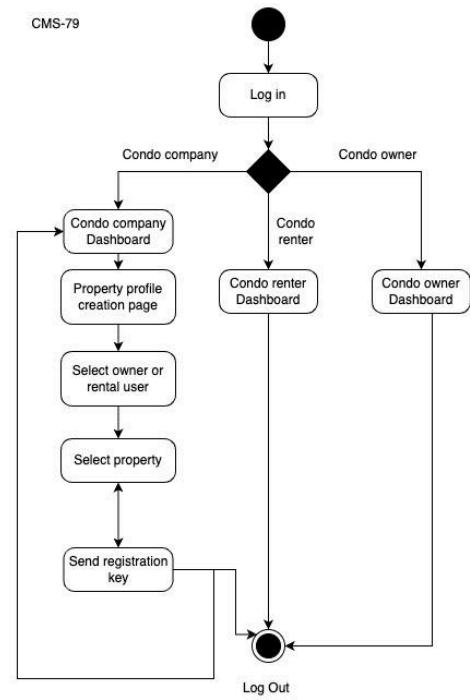 CMS-79
Log in
Condo company
Condo owner
Condo
renter
Condo company
Dashboard
Property profile
creation page
Condo renter
Dashboard
Condo owner
Dashboard
Select owner or
rental user
Select property
Send registration
key
Log Out